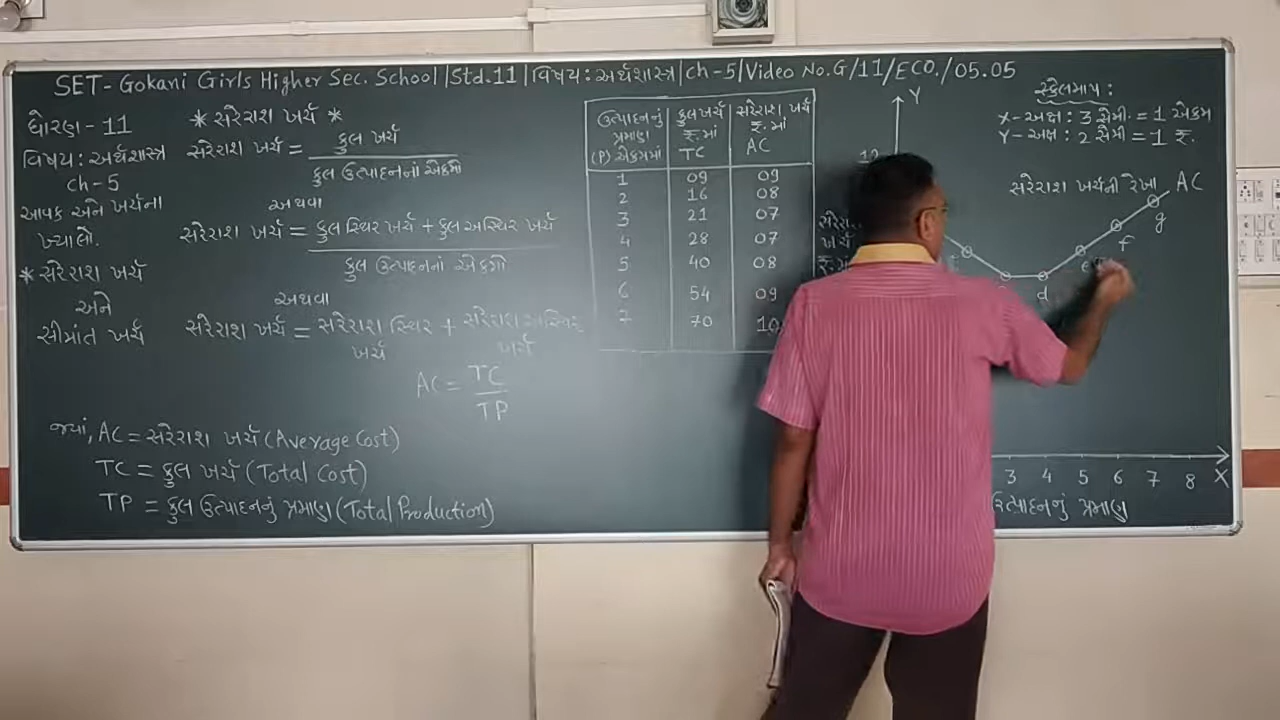 SET- Gokani Girls Higher Sec. School | Std.11 | વિષય: અર્થશાસ્ત્ર | ch-5 | Video No.G/11/ECO./05.05
ધોરણ - 11
વિષય: અર્થશાસ્ત્ર
ch-5
આવક અને ખર્ચના
ખ્યાલો.
* સરેરાશ ખર્ચ
અને
સીમાંત ખર્ચ
* સરેરાશ ખર્ચ *
સરેરાશ ખર્ચ = કુલ ખર્ચ
કુલ ઉત્પાદનનાં એકમો
અથવા
સરેરાશ ખર્ચ = કુલ સ્થિર ખર્ચ + કુલ અસ્થિર ખર્ચ
કુલ ઉત્પાદનનાં એકમો
અથવા
સરેરાશ ખર્ચ = સરેરાશ સ્થિર + સરેરાશ અસ્થિર
ખર્ચ ખર્ચ
AC = TC
TP
જ્યાં, AC = સરેરાશ ખર્ચ (Average Cost)
TC = કુલ ખર્ચ (Total Cost)
TP = કુલ ઉત્પાદનનું પ્રમાણ (Total Production)
ઉત્પાદનનું કુલ ખર્ચ સરેરાશ ખર્ચ
પ્રમાણ રૂ. માં રૂ. માં
(P) એકમમાં TC AC
1 09 09
2 16 08
3 21 07
4 28 07
5 40 08
6 54 09
7 70 10
સ્કેલમાપ:
X- અક્ષ : 3 સેમી. = 1 એકમ
Y- અક્ષ : 2 સેમી = 1 રૂ.
Y
12
સરેરાશ ખર્ચની રેખા AC
g
f
e
d
3 4 5 6 7 8 X
ઉત્પાદનનું પ્રમાણ